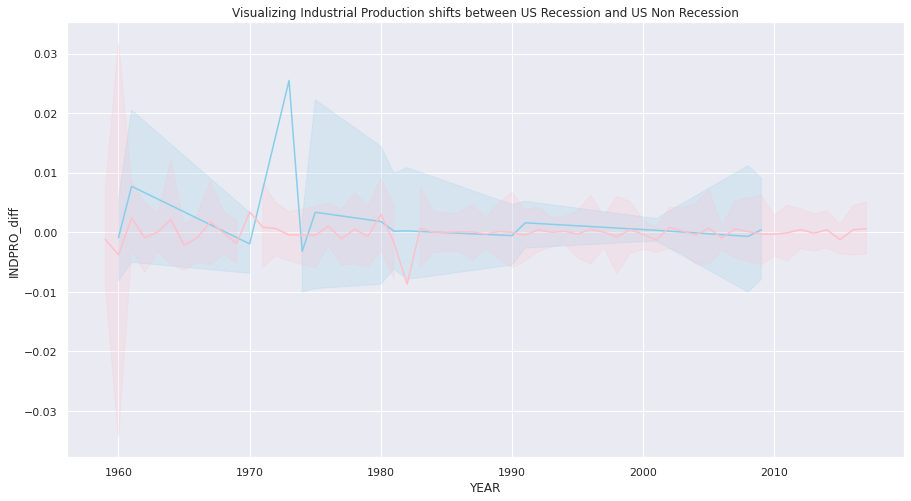 Visualizing Industrial Production shifts between US Recession and US Non Recession
0.03
0.02
0.01
0.00
−0.01
−0.02
−0.03
INDPRO_diff
1960 1970 1980 1990 2000 2010
YEAR